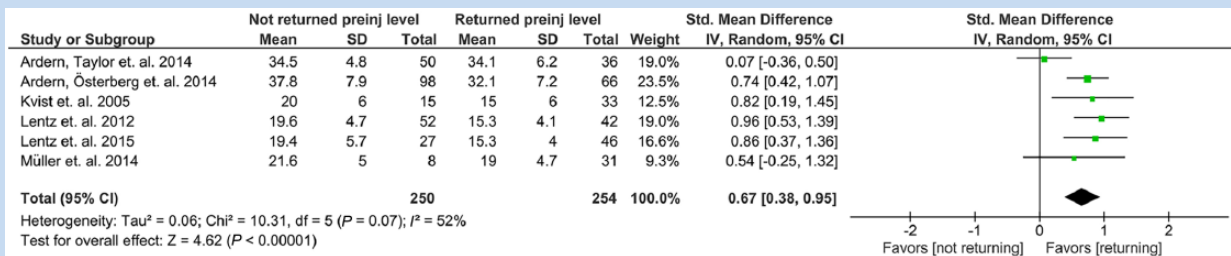 Not returned preinj level Returned preinj level Std. Mean Difference Std. Mean Difference
Study or Subgroup Mean SD Total Mean SD Total Weight IV, Random, 95% CI IV, Random, 95% CI
Ardern, Taylor et. al. 2014 34.5 4.8 50 34.1 6.2 36 19.0% 0.07 [-0.36, 0.50]
Ardern, Österberg et. al. 2014 37.8 7.9 98 32.1 7.2 66 23.5% 0.74 [0.42, 1.07]
Kvist et. al. 2005 20 6 15 15 6 33 12.5% 0.82 [0.19, 1.45]
Lentz et. al. 2012 19.6 4.7 52 15.3 4.1 42 19.0% 0.96 [0.53, 1.39]
Lentz et. al. 2015 19.4 5.7 27 15.3 4 46 16.6% 0.86 [0.37, 1.36]
Müller et. al. 2014 21.6 5 8 19 4.7 31 9.3% 0.54 [-0.25, 1.32]
Total (95% CI) 250 254 100.0% 0.67 [0.38, 0.95]
Heterogeneity: Tau² = 0.06; Chi² = 10.31, df = 5 (P = 0.07); I² = 52%
Test for overall effect: Z = 4.62 (P < 0.00001)
-2 -1 0 1 2
Favors [not returning] Favors [returning]